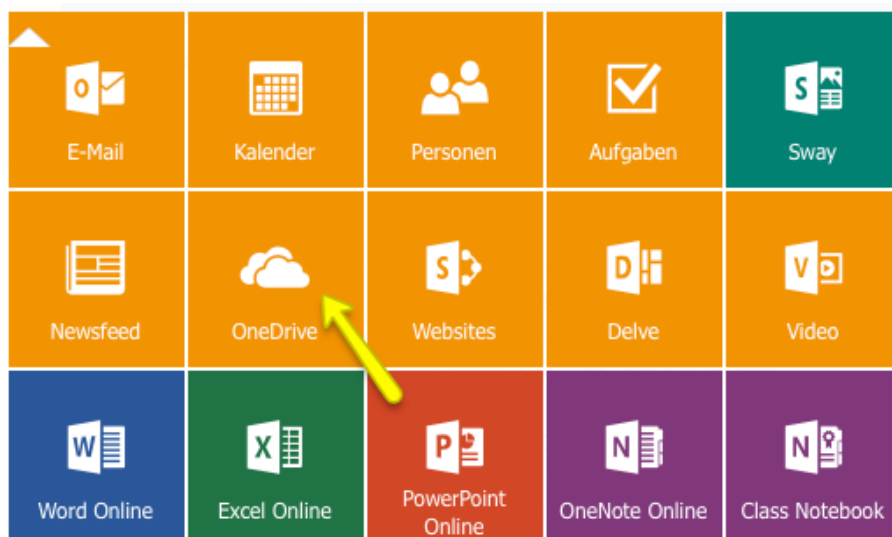 E-Mail
Kalender
Personen
Aufgaben
Sway
Newsfeed
OneDrive
Websites
Delve
Video
Word Online
Excel Online
PowerPoint
Online
OneNote Online
Class Notebook